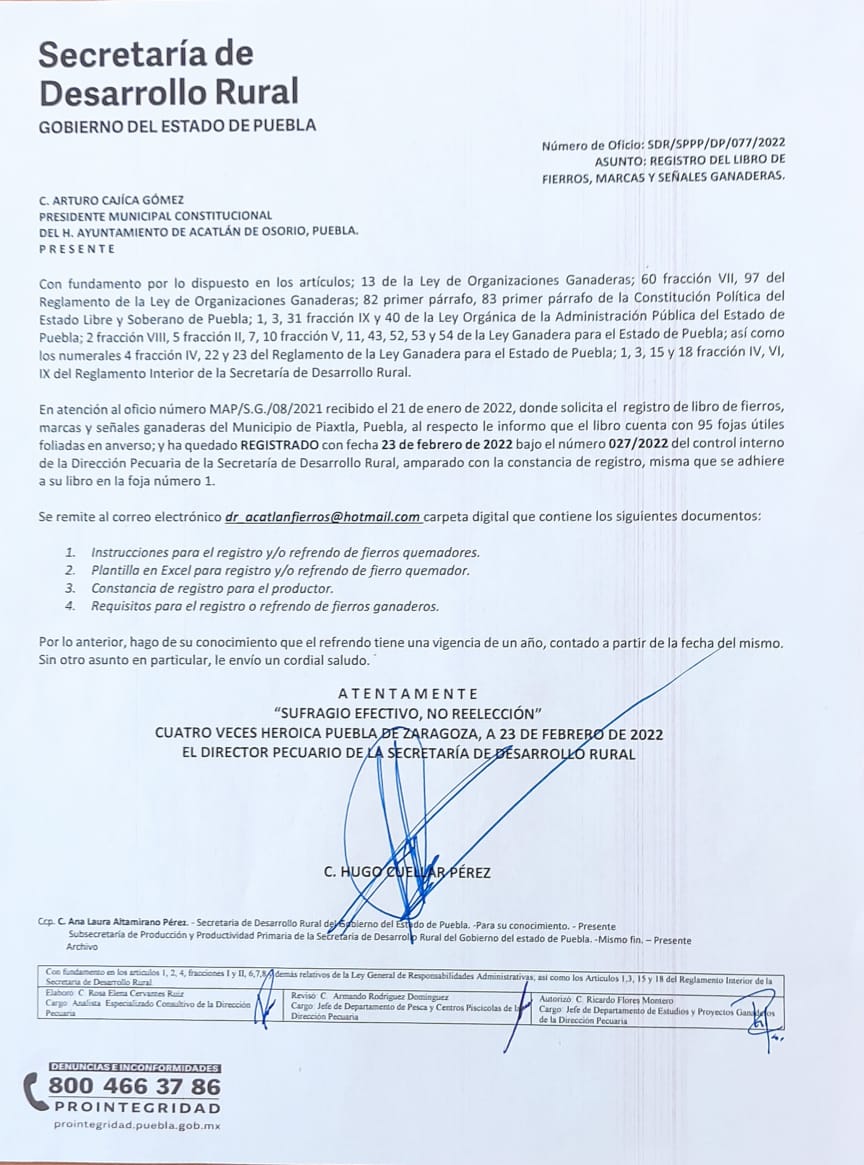 Secretaría de
Desarrollo Rural
GOBIERNO DEL ESTADO DE PUEBLA
Número de Oficio: SDR/SPPP/DP/077/2022
ASUNTO: REGISTRO DEL LIBRO DE
FIERROS, MARCAS Y SEÑALES GANADERAS.
C. ARTURO CAJÍCA GÓMEZ
PRESIDENTE MUNICIPAL CONSTITUCIONAL
DEL H. AYUNTAMIENTO DE ACATLÁN DE OSORIO, PUEBLA.
P R E S E N T E
Con fundamento por lo dispuesto en los artículos; 13 de la Ley de Organizaciones Ganaderas; 60 fracción VII, 97 del
Reglamento de la Ley de Organizaciones Ganaderas; 82 primer párrafo, 83 primer párrafo de la Constitución Política del
Estado Libre y Soberano de Puebla; 1, 3, 31 fracción IX y 40 de la Ley Orgánica de la Administración Pública del Estado de
Puebla; 2 fracción VIII, 5 fracción II, 7, 10 fracción V, 11, 43, 52, 53 y 54 de la Ley Ganadera para el Estado de Puebla; así como
los numerales 4 fracción IV, 22 y 23 del Reglamento de la Ley Ganadera para el Estado de Puebla; 1, 3, 15 y 18 fracción IV, VI,
IX del Reglamento Interior de la Secretaría de Desarrollo Rural.
En atención al oficio número MAP/S.G./08/2021 recibido el 21 de enero de 2022, donde solicita el registro de libro de fierros,
marcas y señales ganaderas del Municipio de Piaxtla, Puebla, al respecto le informo que el libro cuenta con 95 fojas útiles
foliadas en anverso; y ha quedado REGISTRADO con fecha 23 de febrero de 2022 bajo el número 027/2022 del control interno
de la Dirección Pecuaria de la Secretaría de Desarrollo Rural, amparado con la constancia de registro, misma que se adhiere
a su libro en la foja número 1.
Se remite al correo electrónico dr_acatlanfierros@hotmail.com carpeta digital que contiene los siguientes documentos:
1. Instrucciones para el registro y/o refrendo de fierros quemadores.
2. Plantilla en Excel para registro y/o refrendo de fierro quemador.
3. Constancia de registro para el productor.
4. Requisitos para el registro o refrendo de fierros ganaderos.
Por lo anterior, hago de su conocimiento que el refrendo tiene una vigencia de un año, contado a partir de la fecha del mismo.
Sin otro asunto en particular, le envío un cordial saludo.
A T E N T A M E N T E
“SUFRAGIO EFECTIVO, NO REELECCIÓN”
CUATRO VECES HEROICA PUEBLA DE ZARAGOZA, A 23 DE FEBRERO DE 2022
EL DIRECTOR PECUARIO DE LA SECRETARÍA DE DESARROLLO RURAL
C. HUGO CUELLAR PÉREZ
Ccp. C. Ana Laura Altamirano Pérez. - Secretaria de Desarrollo Rural del Gobierno del Estado de Puebla. -Para su conocimiento. - Presente
Subsecretaría de Producción y Productividad Primaria de la Secretaría de Desarrollo Rural del Gobierno del estado de Puebla. -Mismo fin. – Presente
Archivo
Con fundamento en los artículos 1, 2, 4, fracciones I y II, 6,7,8,9 demás relativos de la Ley General de Responsabilidades Administrativas; así como los Artículos 1,3, 15 y 18 del Reglamento Interior de la
Secretaría de Desarrollo Rural
Elaboró: C. Rosa Elena Cervantes Ruiz
Cargo: Analista Especializado Consultivo de la Dirección
Pecuaria
Revisó: C. Armando Rodríguez Domínguez
Cargo: Jefe de Departamento de Pesca y Centros Piscícolas de la
Dirección Pecuaria
Autorizó: C. Ricardo Flores Montero
Cargo: Jefe de Departamento de Estudios y Proyectos Ganaderos
de la Dirección Pecuaria
DENUNCIAS E INCONFORMIDADES
800 466 37 86
PROINTEGRIDAD
prointegridad.puebla.gob.mx